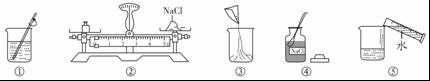 NaCl
NaCl
水
① ② ③ ④ ⑤